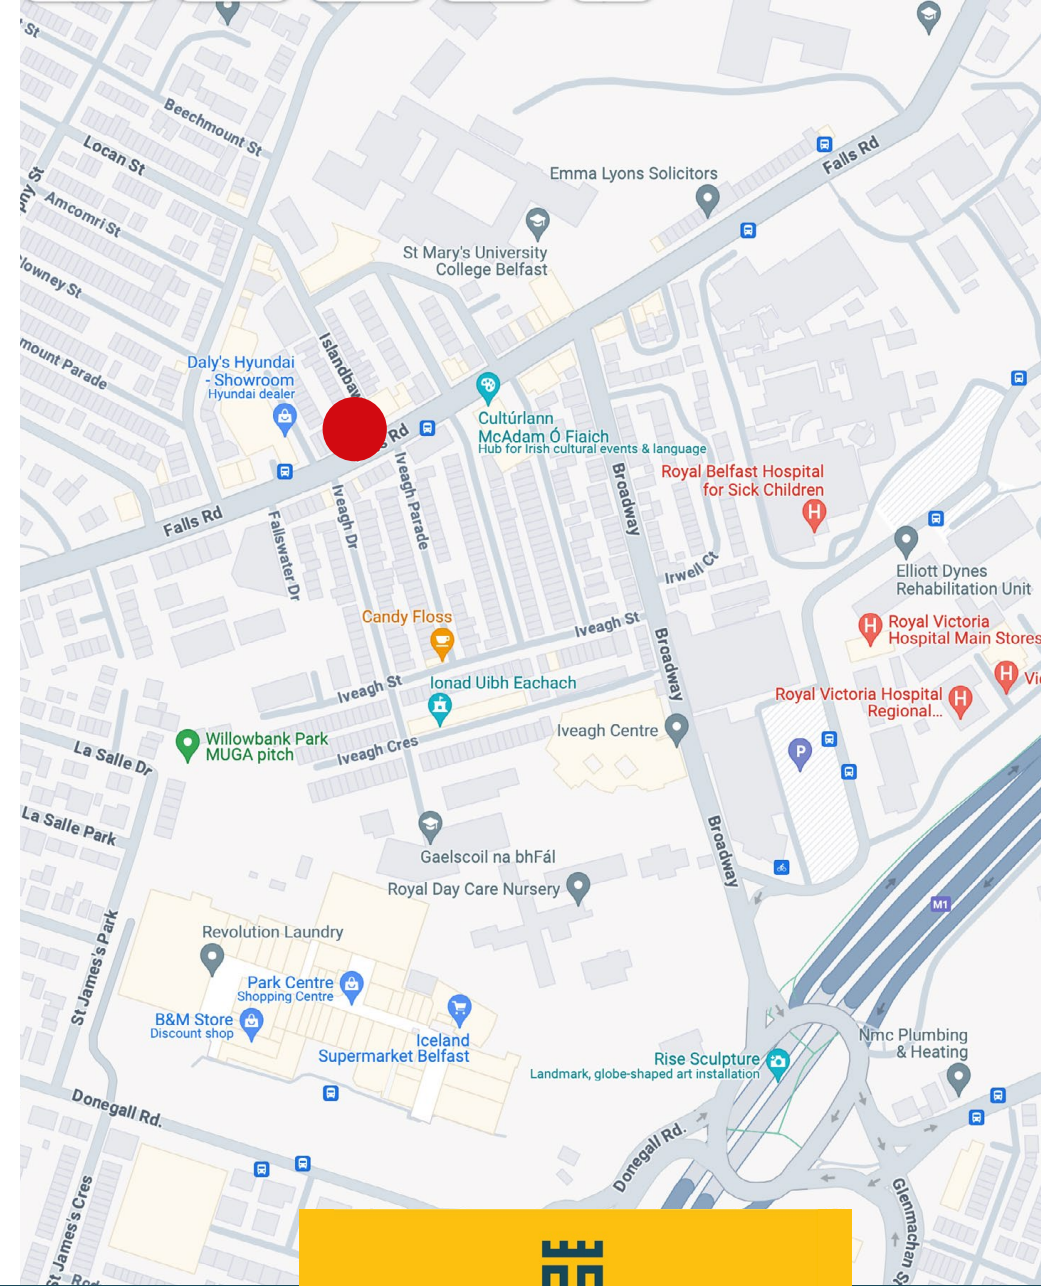 St
Beechmount St
Locan St
Amcomri St
Emma Lyons Solicitors
Falls Rd
St Mary's University
College Belfast
Daly's Hyundai
- Showroom
Hyundai dealer
Cultúrlann
McAdam Ó Fiaich
Hub for Irish cultural events & language
Rd
Iveagh Parade
Iveagh Dr
Fallswater Dr
Falls Rd
Broadway
Royal Belfast Hospital
for Sick Children
Irwell Ct
Elliott Dynes
Rehabilitation Unit
Candy Floss
Iveagh St
Royal Victoria
Hospital Main Stores
Broadway
Iveagh St
Ionad Uibh Eachach
Royal Victoria Hospital
Regional...
Iveagh Centre
Willowbank Park
MUGA pitch
Iveagh Cres
La Salle Dr
P
La Salle Park
Broadway
Gaelscoil na bhFál
Royal Day Care Nursery
M1
Revolution Laundry
St James's Park
Park Centre
Shopping Centre
B&M Store
Discount shop
Iceland
Supermarket Belfast
Nmc Plumbing
& Heating
Rise Sculpture
Landmark, globe-shaped art installation
Donegall Rd.
Donegall Rd.
St James's Cres